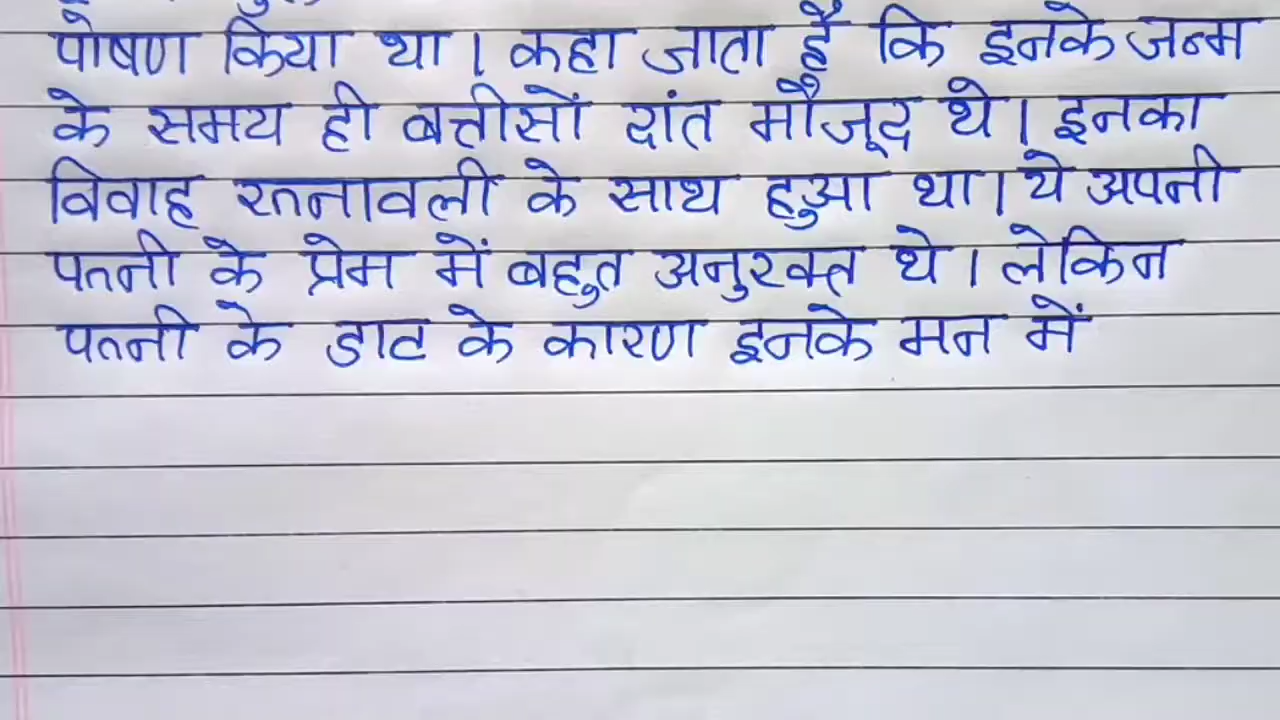 पोषण किया था। कहा जाता है कि इनके जन्म
के समय ही बत्तीसों दांत मौजूद थे। इनका
विवाह रत्नावली के साथ हुआ था। ये अपनी
पत्नी के प्रेम में बहुत अनुरक्त थे। लेकिन
पत्नी के डाट के कारण इनके मन में